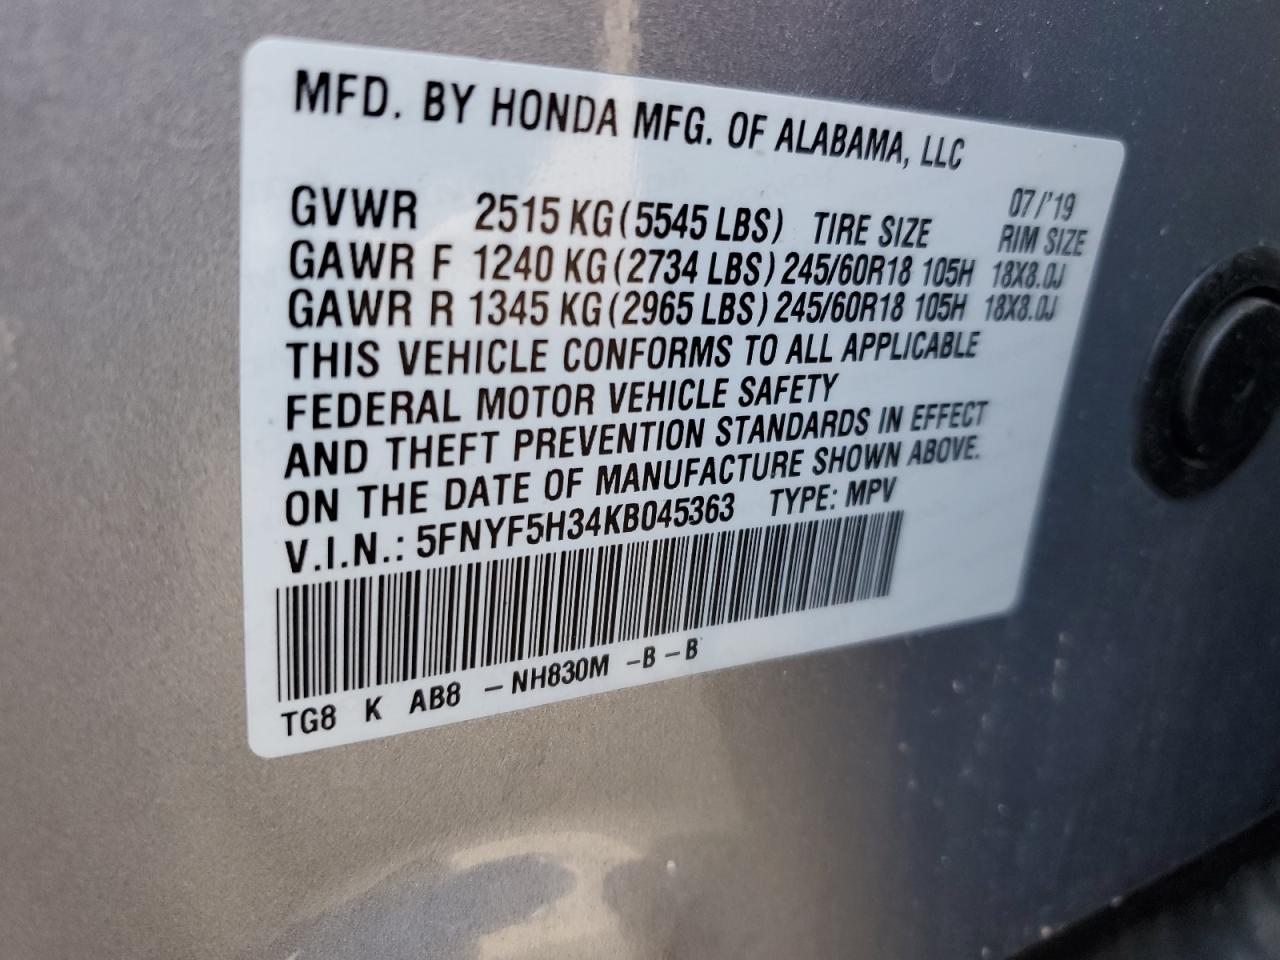 MFD. BY HONDA MFG. OF ALABAMA, LLC
07/'19
GVWR 2515 KG (5545 LBS) TIRE SIZE RIM SIZE
GAWR F 1240 KG (2734 LBS) 245/60R18 105H 18X8.0J
GAWR R 1345 KG (2965 LBS) 245/60R18 105H 18X8.0J
THIS VEHICLE CONFORMS TO ALL APPLICABLE
FEDERAL MOTOR VEHICLE SAFETY
AND THEFT PREVENTION STANDARDS IN EFFECT
ON THE DATE OF MANUFACTURE SHOWN ABOVE.
V.I.N.: 5FNYF5H34KB045363 TYPE: MPV
TG8 K AB8 – NH830M – B – B